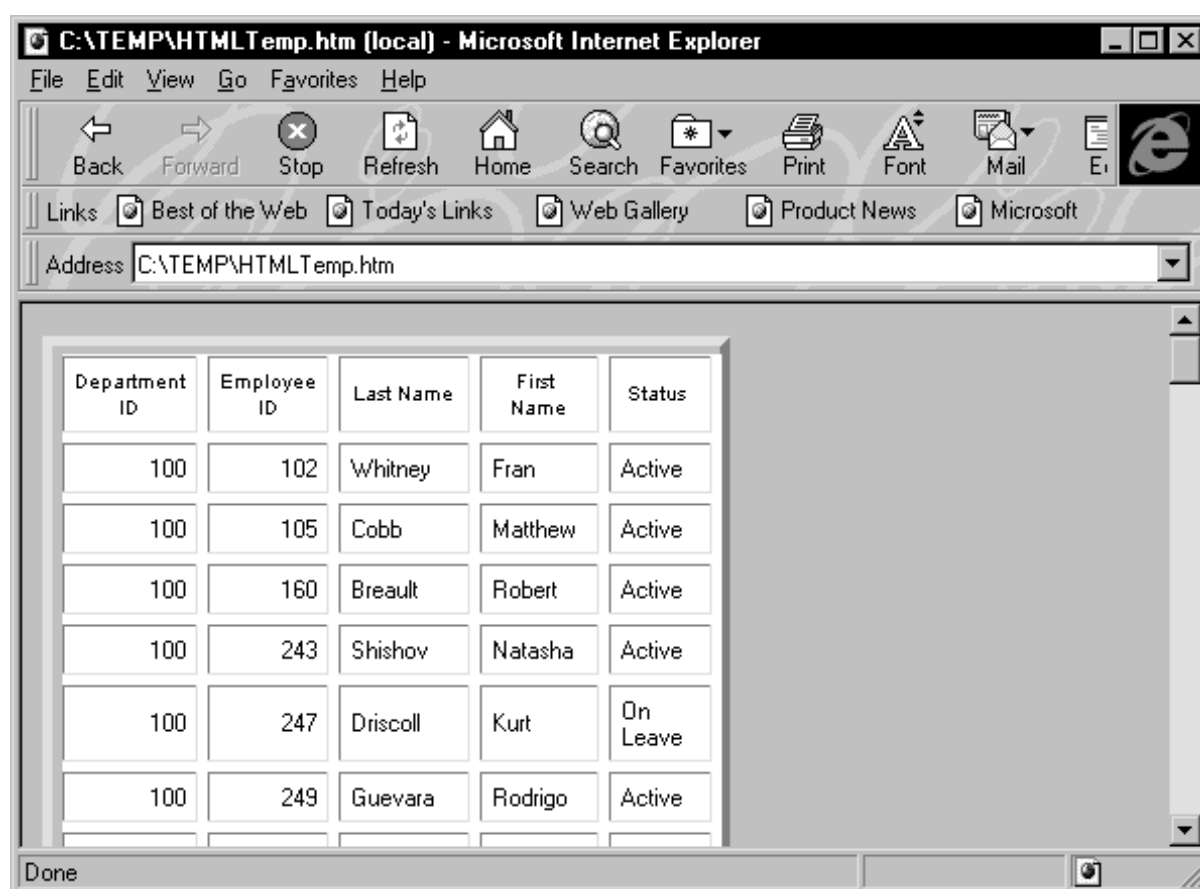 C:\TEMP\HTMLTemp.htm (local) - Microsoft Internet Explorer
File Edit View Go Favorites Help
Back Forward Stop Refresh Home Search Favorites Print Font Mail
Links Best of the Web Today's Links Web Gallery Product News Microsoft
Address C:\TEMP\HTMLTemp.htm
Department ID Employee ID Last Name First Name Status
100 102 Whitney Fran Active
100 105 Cobb Matthew Active
100 160 Breault Robert Active
100 243 Shishov Natasha Active
100 247 Driscoll Kurt On Leave
100 249 Guevara Rodrigo Active
Done